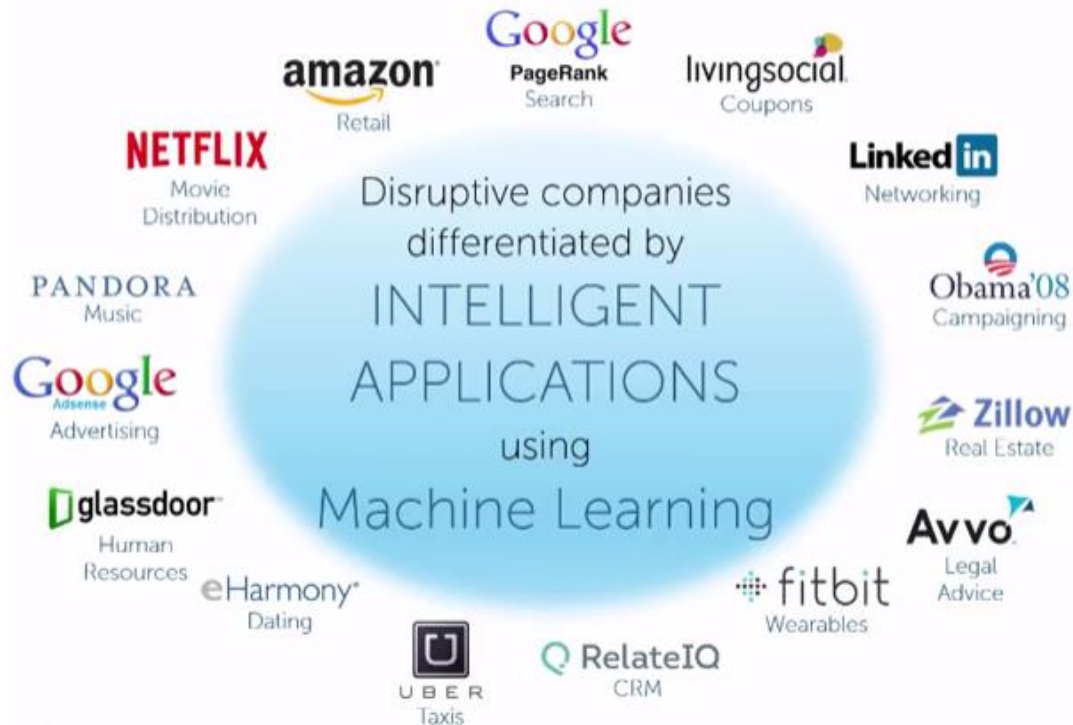 Google
PageRank
Search
amazon
Retail
livingsocial.
Coupons
NETFLIX
Movie
Distribution
Linked in
Networking
Disruptive companies
differentiated by
INTELLIGENT
APPLICATIONS
using
Machine Learning
PANDORA
Music
Obama'08
Campaigning
Google
Adsense
Advertising
Zillow
Real Estate
glassdoor
Human
Resources
Avvo
Legal
Advice
eHarmony®
Dating
fitbit
Wearables
U
UBER
Taxis
RelateIQ
CRM